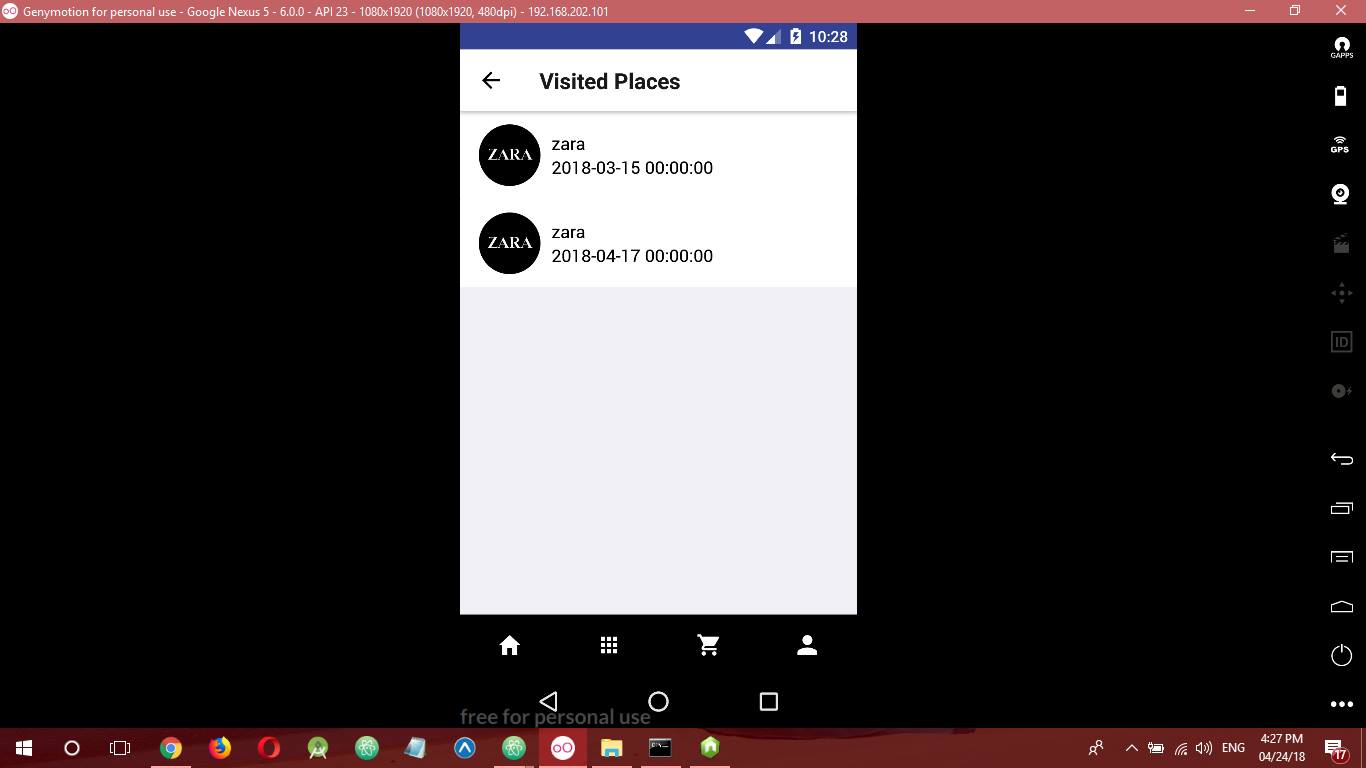 Genymotion for personal use - Google Nexus 5 - 6.0.0 - API 23 - 1080x1920 (1080x1920, 480dpi) - 192.168.202.101
10:28
GAPPS
Visited Places
ZARA
zara
2018-03-15 00:00:00
GPS
ZARA
zara
2018-04-17 00:00:00
ID
free for personal use
ENG
4:27 PM
04/24/18
17